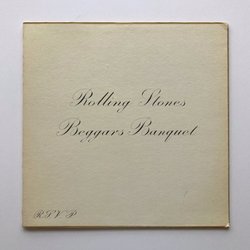 Rolling Stones
Beggars Banquet
R.S.V.P.